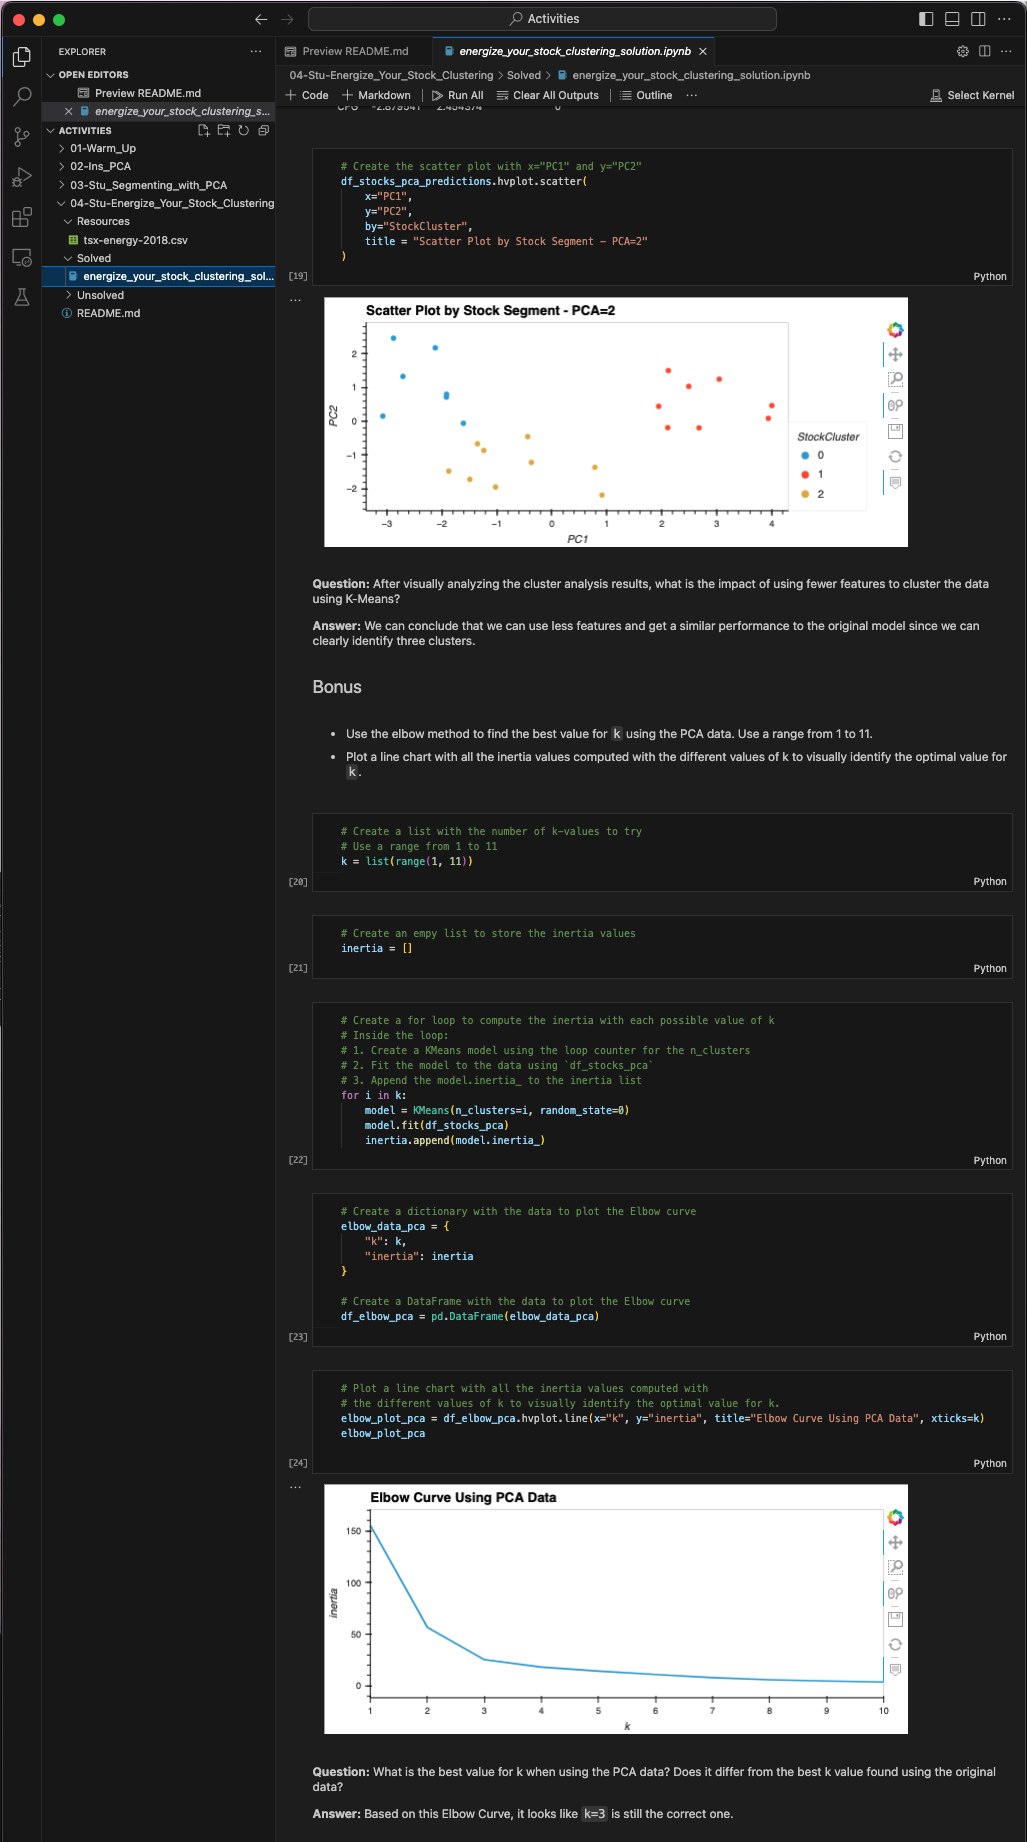 Activities
EXPLORER
OPEN EDITORS
Preview README.md
energize_your_stock_clustering_s...
ACTIVITIES
01-Warm_Up
02-Ins_PCA
03-Stu_Segmenting_with_PCA
04-Stu-Energize_Your_Stock_Clustering
Resources
tsx-energy-2018.csv
Solved
energize_your_stock_clustering_sol...
Unsolved
README.md
Preview README.md
energize_your_stock_clustering_solution.ipynb
04-Stu-Energize_Your_Stock_Clustering > Solved > energize_your_stock_clustering_solution.ipynb
+ Code + Markdown | Run All Clear All Outputs | Outline ... Select Kernel
# Create the scatter plot with x="PC1" and y="PC2"
df_stocks_pca_predictions.hvplot.scatter(
x="PC1",
y="PC2",
by="StockCluster",
title = "Scatter Plot by Stock Segment - PCA=2"
)
[19]
Python
Scatter Plot by Stock Segment - PCA=2
2
1
0
−1
−2
PC2
−3 −2 −1 0 1 2 3 4
PC1
StockCluster
0
1
2
Question: After visually analyzing the cluster analysis results, what is the impact of using fewer features to cluster the data
using K-Means?
Answer: We can conclude that we can use less features and get a similar performance to the original model since we can
clearly identify three clusters.
Bonus
• Use the elbow method to find the best value for k using the PCA data. Use a range from 1 to 11.
• Plot a line chart with all the inertia values computed with the different values of k to visually identify the optimal value for
k.
# Create a list with the number of k-values to try
# Use a range from 1 to 11
k = list(range(1, 11))
[20]
Python
# Create an empy list to store the inertia values
inertia = []
[21]
Python
# Create a for loop to compute the inertia with each possible value of k
# Inside the loop:
# 1. Create a KMeans model using the loop counter for the n_clusters
# 2. Fit the model to the data using `df_stocks_pca`
# 3. Append the model.inertia_ to the inertia list
for i in k:
model = KMeans(n_clusters=i, random_state=0)
model.fit(df_stocks_pca)
inertia.append(model.inertia_)
[22]
Python
# Create a dictionary with the data to plot the Elbow curve
elbow_data_pca = {
"k": k,
"inertia": inertia
}
# Create a DataFrame with the data to plot the Elbow curve
df_elbow_pca = pd.DataFrame(elbow_data_pca)
[23]
Python
# Plot a line chart with all the inertia values computed with
# the different values of k to visually identify the optimal value for k.
elbow_plot_pca = df_elbow_pca.hvplot.line(x="k", y="inertia", title="Elbow Curve Using PCA Data", xticks=k)
elbow_plot_pca
[24]
Python
Elbow Curve Using PCA Data
150
100
50
0
inertia
1 2 3 4 5 6 7 8 9 10
k
Question: What is the best value for k when using the PCA data? Does it differ from the best k value found using the original
data?
Answer: Based on this Elbow Curve, it looks like k=3 is still the correct one.